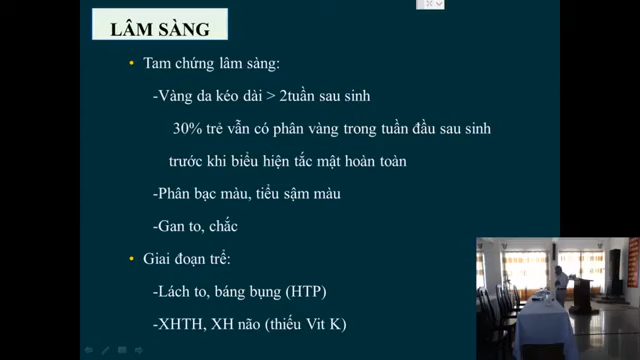 LÂM SÀNG
• Tam chứng lâm sàng:
-Vàng da kéo dài > 2tuần sau sinh
30% trẻ vẫn có phân vàng trong tuần đầu sau sinh
trước khi biểu hiện tắc mật hoàn toàn
-Phân bạc màu, tiểu sậm màu
-Gan to, chắc
• Giai đoạn trể:
-Lách to, báng bụng (HTP)
-XHTH, XH não (thiếu Vit K)